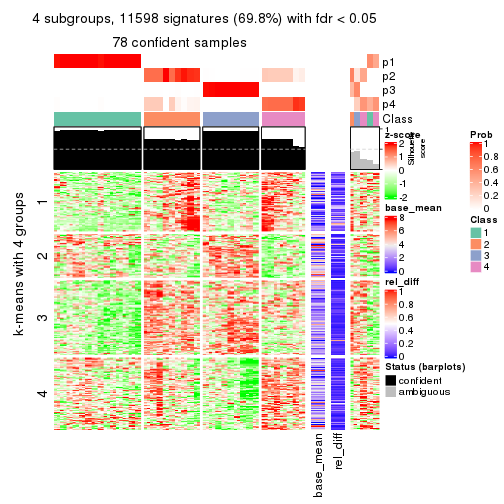 4 subgroups, 11598 signatures (69.8%) with fdr < 0.05
78 confident samples
p1
p2
p3
p4
Class
1
Silhouette
score
k-means with 4 groups
1
2
3
4
base_mean
rel_diff
z-score
2
1
0
-1
-2
base_mean
8
6
4
2
0
rel_diff
1
0.8
0.6
0.4
0.2
0
Status (barplots)
confident
ambiguous
Prob
1
0.8
0.6
0.4
0.2
0
Class
1
2
3
4